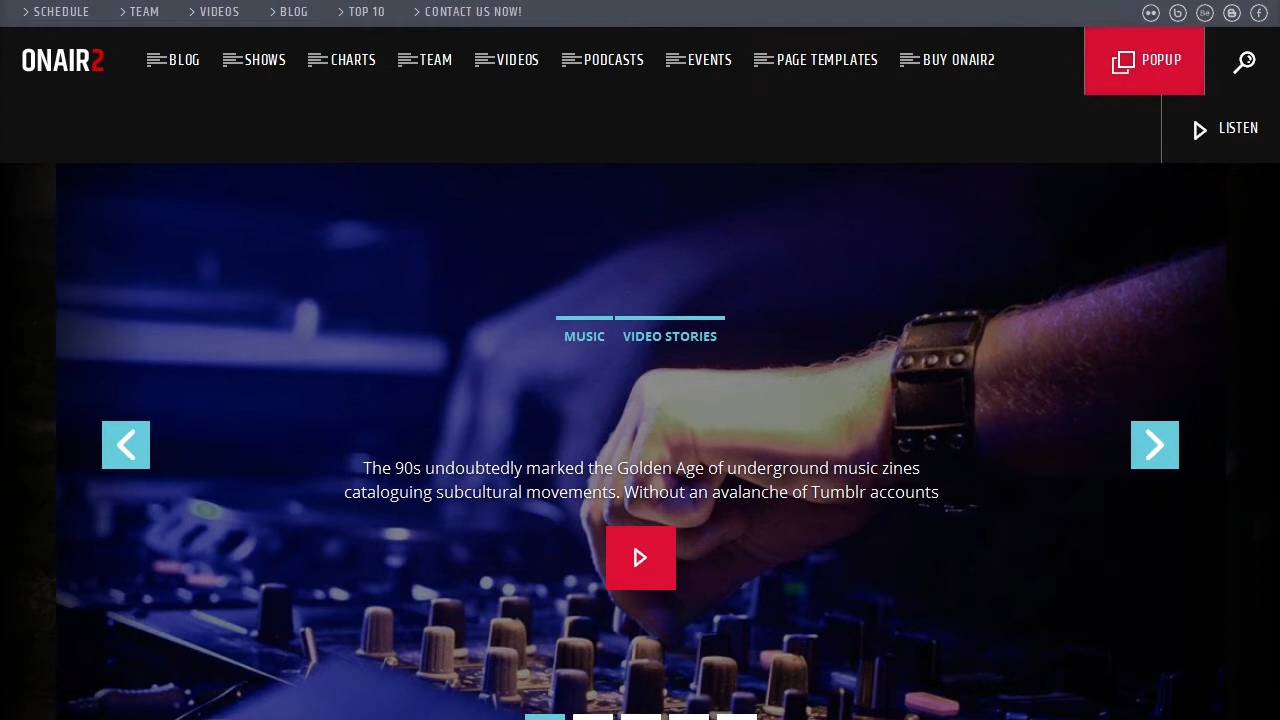 SCHEDULE TEAM VIDEOS BLOG TOP 10 CONTACT US NOW!
ONAIR2 BLOG SHOWS CHARTS TEAM VIDEOS PODCASTS EVENTS PAGE TEMPLATES BUY ONAIR2 POPUP
LISTEN
MUSIC VIDEO STORIES
The 90s undoubtedly marked the Golden Age of underground music zines
cataloguing subcultural movements. Without an avalanche of Tumblr accounts